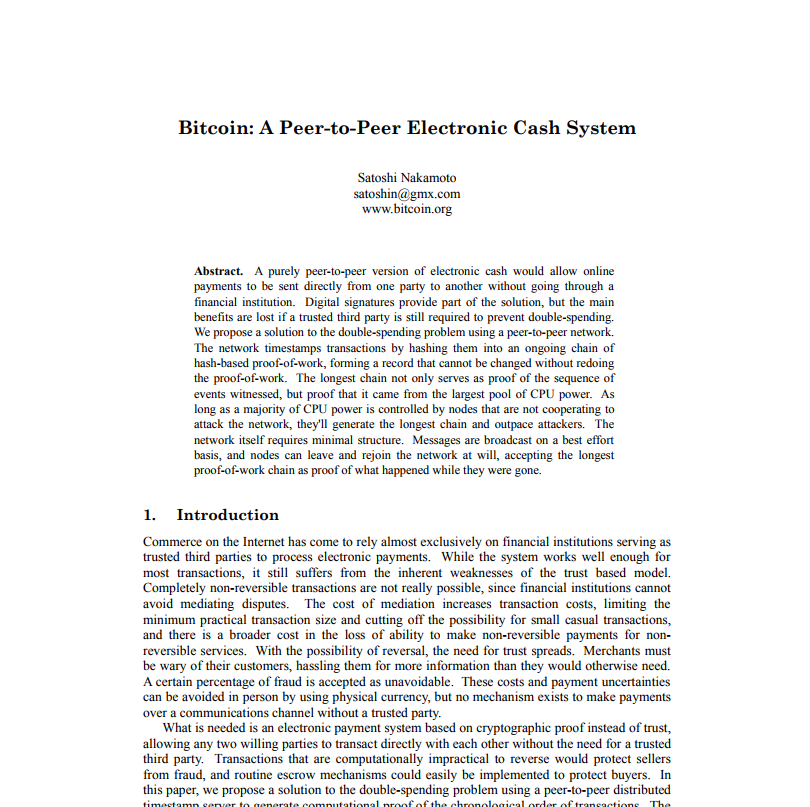 Bitcoin: A Peer-to-Peer Electronic Cash System
Satoshi Nakamoto
satoshin@gmx.com
www.bitcoin.org
Abstract. A purely peer-to-peer version of electronic cash would allow online
payments to be sent directly from one party to another without going through a
financial institution. Digital signatures provide part of the solution, but the main
benefits are lost if a trusted third party is still required to prevent double-spending.
We propose a solution to the double-spending problem using a peer-to-peer network.
The network timestamps transactions by hashing them into an ongoing chain of
hash-based proof-of-work, forming a record that cannot be changed without redoing
the proof-of-work. The longest chain not only serves as proof of the sequence of
events witnessed, but proof that it came from the largest pool of CPU power. As
long as a majority of CPU power is controlled by nodes that are not cooperating to
attack the network, they'll generate the longest chain and outpace attackers. The
network itself requires minimal structure. Messages are broadcast on a best effort
basis, and nodes can leave and rejoin the network at will, accepting the longest
proof-of-work chain as proof of what happened while they were gone.
1. Introduction
Commerce on the Internet has come to rely almost exclusively on financial institutions serving as
trusted third parties to process electronic payments. While the system works well enough for
most transactions, it still suffers from the inherent weaknesses of the trust based model.
Completely non-reversible transactions are not really possible, since financial institutions cannot
avoid mediating disputes. The cost of mediation increases transaction costs, limiting the
minimum practical transaction size and cutting off the possibility for small casual transactions,
and there is a broader cost in the loss of ability to make non-reversible payments for non-
reversible services. With the possibility of reversal, the need for trust spreads. Merchants must
be wary of their customers, hassling them for more information than they would otherwise need.
A certain percentage of fraud is accepted as unavoidable. These costs and payment uncertainties
can be avoided in person by using physical currency, but no mechanism exists to make payments
over a communications channel without a trusted party.
What is needed is an electronic payment system based on cryptographic proof instead of trust,
allowing any two willing parties to transact directly with each other without the need for a trusted
third party. Transactions that are computationally impractical to reverse would protect sellers
from fraud, and routine escrow mechanisms could easily be implemented to protect buyers. In
this paper, we propose a solution to the double-spending problem using a peer-to-peer distributed
timestamp server to generate computational proof of the chronological order of transactions. The